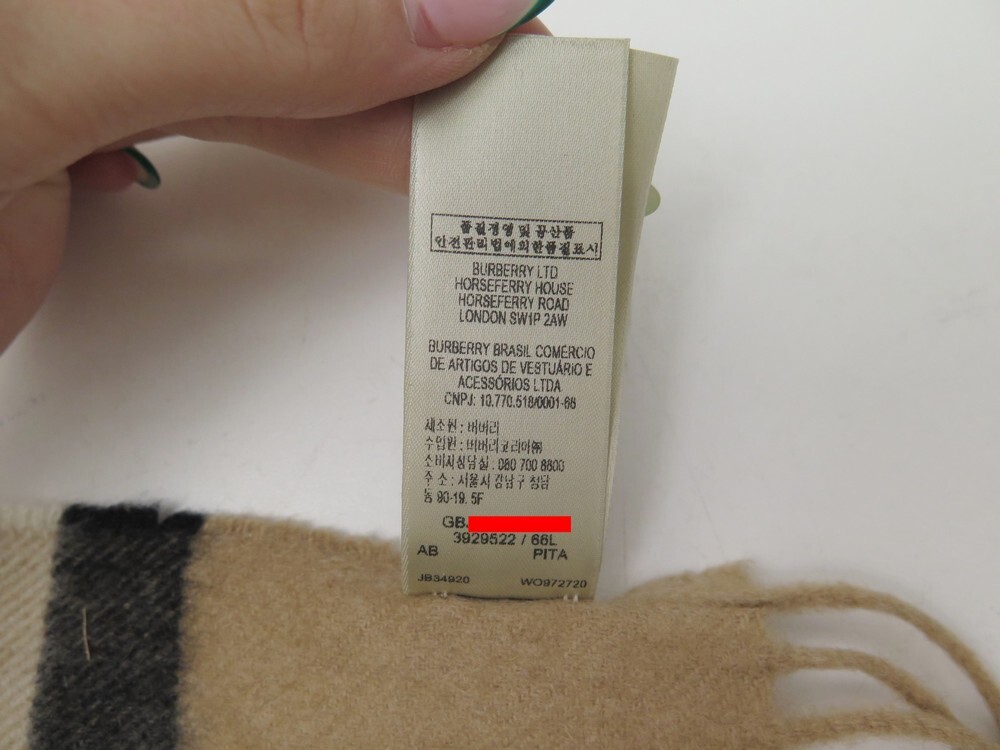 품질경영 및 공산품
안전관리법에의한품질표시
BURBERRY LTD
HORSEFERRY HOUSE
HORSEFERRY ROAD
LONDON SW1P 2AW
BURBERRY BRASIL COMÉRCIO
DE ARTIGOS DE VESTUÁRIO E
ACESSÓRIOS LTDA
CNPJ: 10.770.518/0001-66
제조원 : 버버리
수입원 : 버버리코리아㈜
소비자상담실 : 080 700 8800
주 소 : 서울시 강남구 청담
동 90-19. 5F
GB
3929522 / 66L
AB PITA
JB34920 WO972720